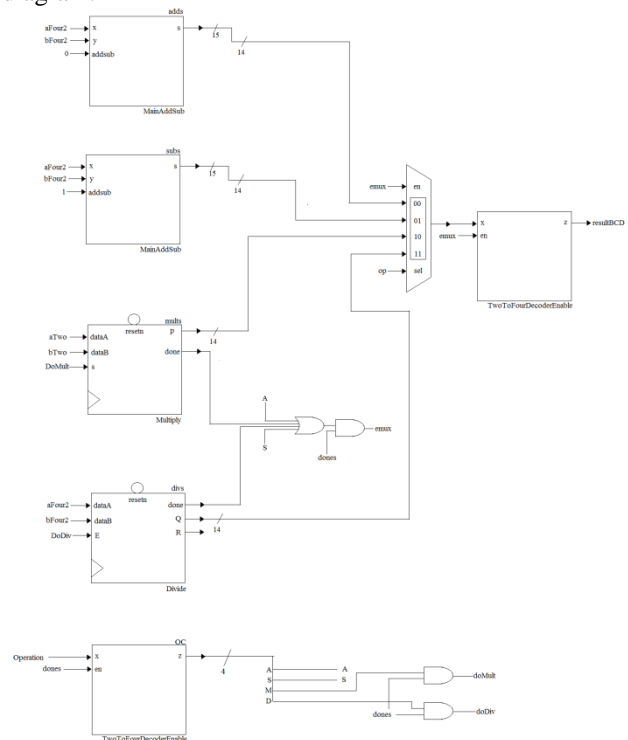 adds
aFour2 x s 15
bFour2 y 14
0 addsub
MainAddSub
subs
aFour2 x s 15
bFour2 y 14
1 addsub
MainAddSub
emux en
00
01
10
11
op sel
x z resultBCD
emux en
TwoToFourDecoderEnable
mults
resetn
aTwo dataA p 14
bTwo dataB done
DoMult s
Multiply
A
S
dones
emux
divs
resetn
aFour2 dataA done
bFour2 dataB Q 14
DoDiv E R
Divide
OC
Operation x z 4
dones en
TwoToFourDecoderEnable
A A
S S
M
D
dones
doMult
doDiv